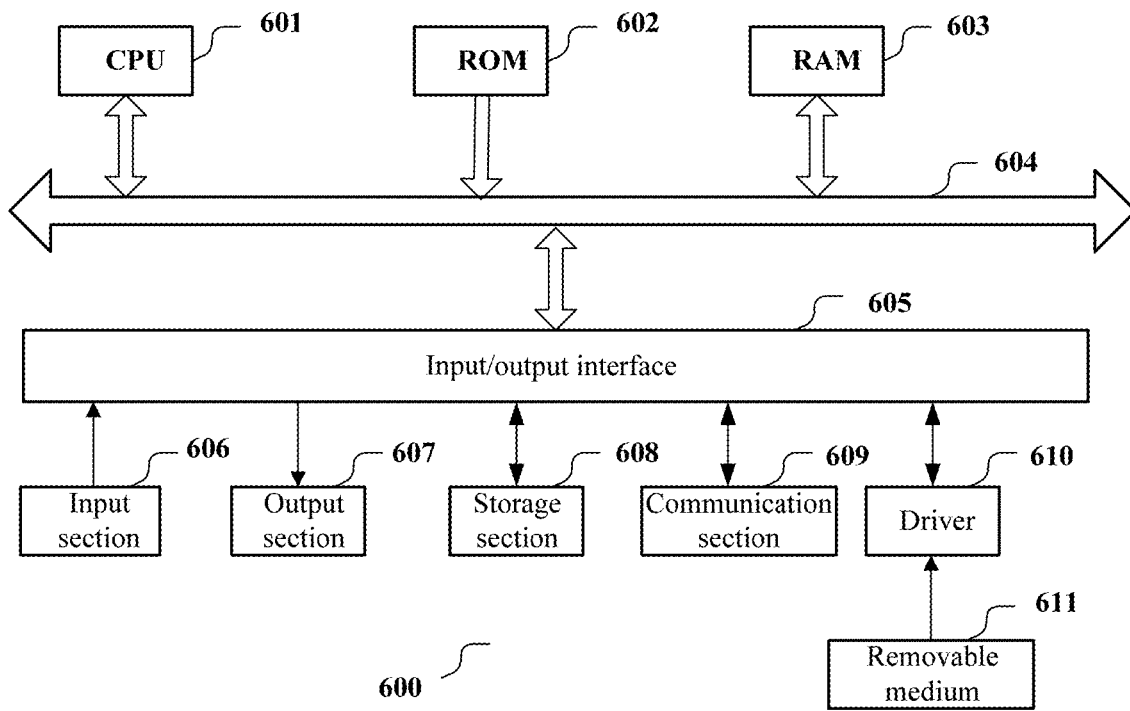 601
602
603
CPU
ROM
RAM
604
605
Input/output interface
606
607
608
609
610
Input
section
Output
section
Storage
section
Communication
section
Driver
611
Removable
medium
600